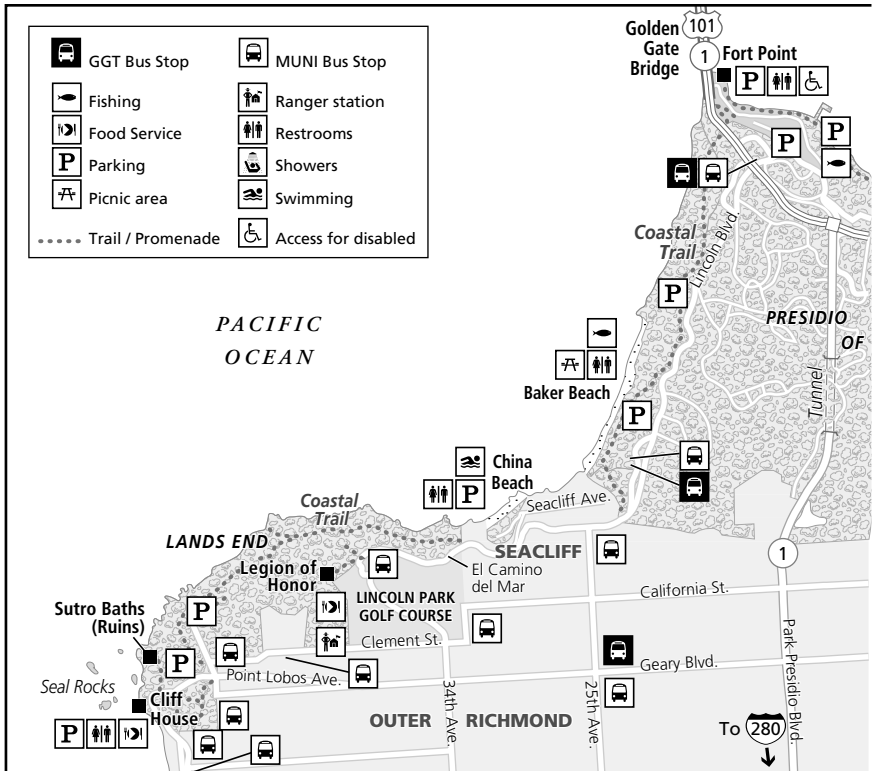 GGT Bus Stop
MUNI Bus Stop
Fishing
Ranger station
Food Service
Restrooms
P
Parking
Showers
Picnic area
Swimming
Trail / Promenade
Access for disabled
Golden
Gate
Bridge
101
1
Fort Point
P
P
P
Coastal
Trail
Lincoln Blvd.
P
PACIFIC
OCEAN
PRESIDIO
OF
Tunnel
Baker Beach
P
China
Beach
P
Seacliff Ave.
Coastal
Trail
LANDS END
SEACLIFF
1
Legion of
Honor
El Camino
del Mar
LINCOLN PARK
GOLF COURSE
California St.
Sutro Baths
(Ruins)
P
Clement St.
P
Geary Blvd.
Point Lobos Ave.
Seal Rocks
Cliff
House
34th Ave.
25th Ave.
Park-Presidio Blvd.
OUTER RICHMOND
P
To 280